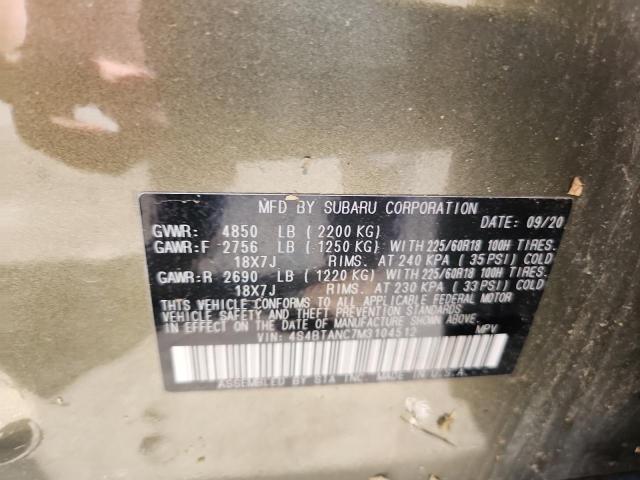 MFD BY SUBARU CORPORATION
DATE: 09/20
GVWR: 4850 LB ( 2200 KG)
GAWR:F 2756 LB ( 1250 KG) WITH 225/60R18 100H TIRES.
18X7J RIMS. AT 240 KPA ( 35 PSI) COLD
GAWR:R 2690 LB ( 1220 KG) WITH 225/60R18 100H TIRES.
18X7J RIMS. AT 230 KPA ( 33 PSI) COLD
THIS VEHICLE CONFORMS TO ALL APPLICABLE FEDERAL MOTOR
VEHICLE SAFETY AND THEFT PREVENTION STANDARDS
IN EFFECT ON THE DATE OF MANUFACTURE SHOWN ABOVE.
VIN: 4S4BTANC7M3104512 MPV
ASSEMBLED BY SIA INC. MADE IN U.S.A